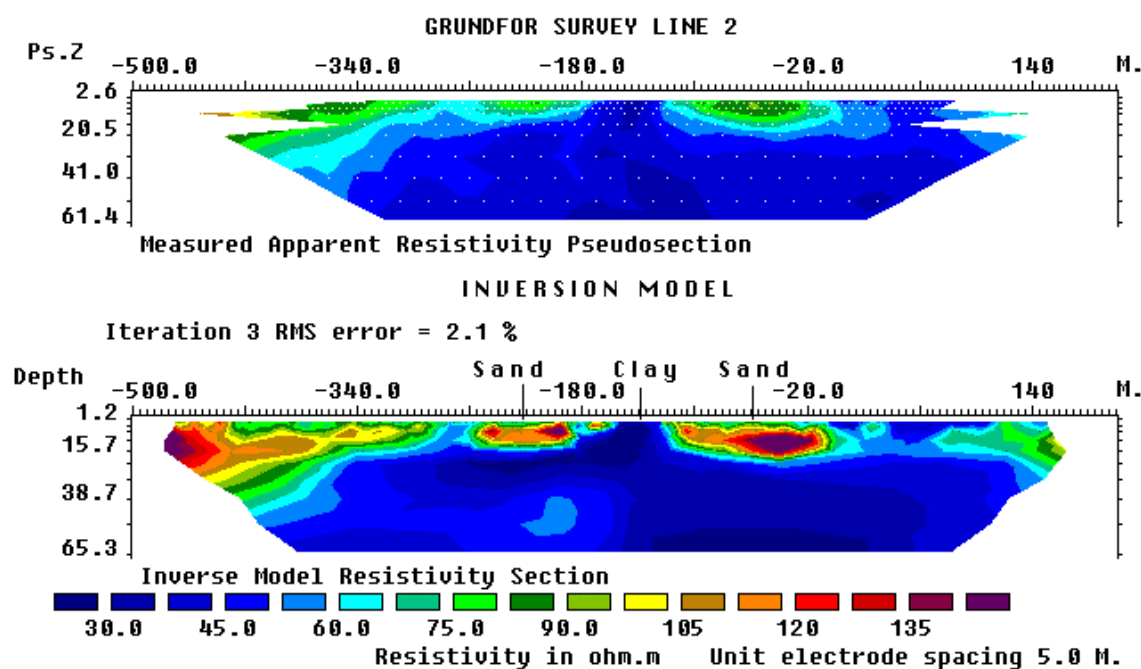 GRUNDFOR SURVEY LINE 2
Ps.Z -500.0 -340.0 -180.0 -20.0 140 M.
2.6
20.5
41.0
61.4
Measured Apparent Resistivity Pseudosection
INVERSION MODEL
Iteration 3 RMS error = 2.1 %
Sand Clay Sand
Depth -500.0 -340.0 -180.0 -20.0 140 M.
1.2
15.7
38.7
65.3
Inverse Model Resistivity Section
30.0 45.0 60.0 75.0 90.0 105 120 135
Resistivity in ohm.m Unit electrode spacing 5.0 M.